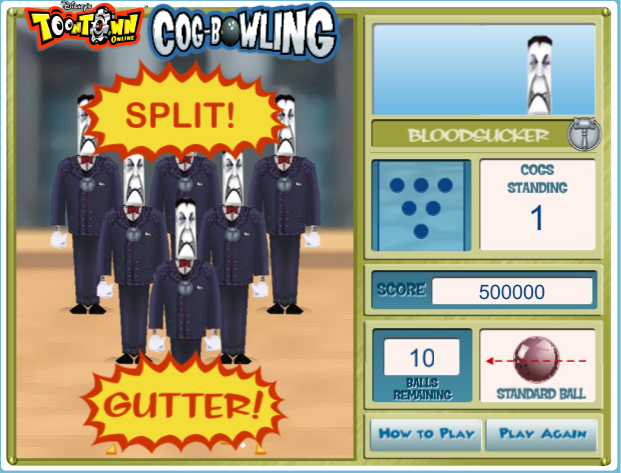 Disney's
TOONTOWN
ONLINE
COG-BOWLING
SPLIT!
BLOODSUCKER
COGS
STANDING
1
SCORE
500000
10
BALLS
REMAINING
STANDARD BALL
GUTTER!
HOW TO PLAY
PLAY AGAIN